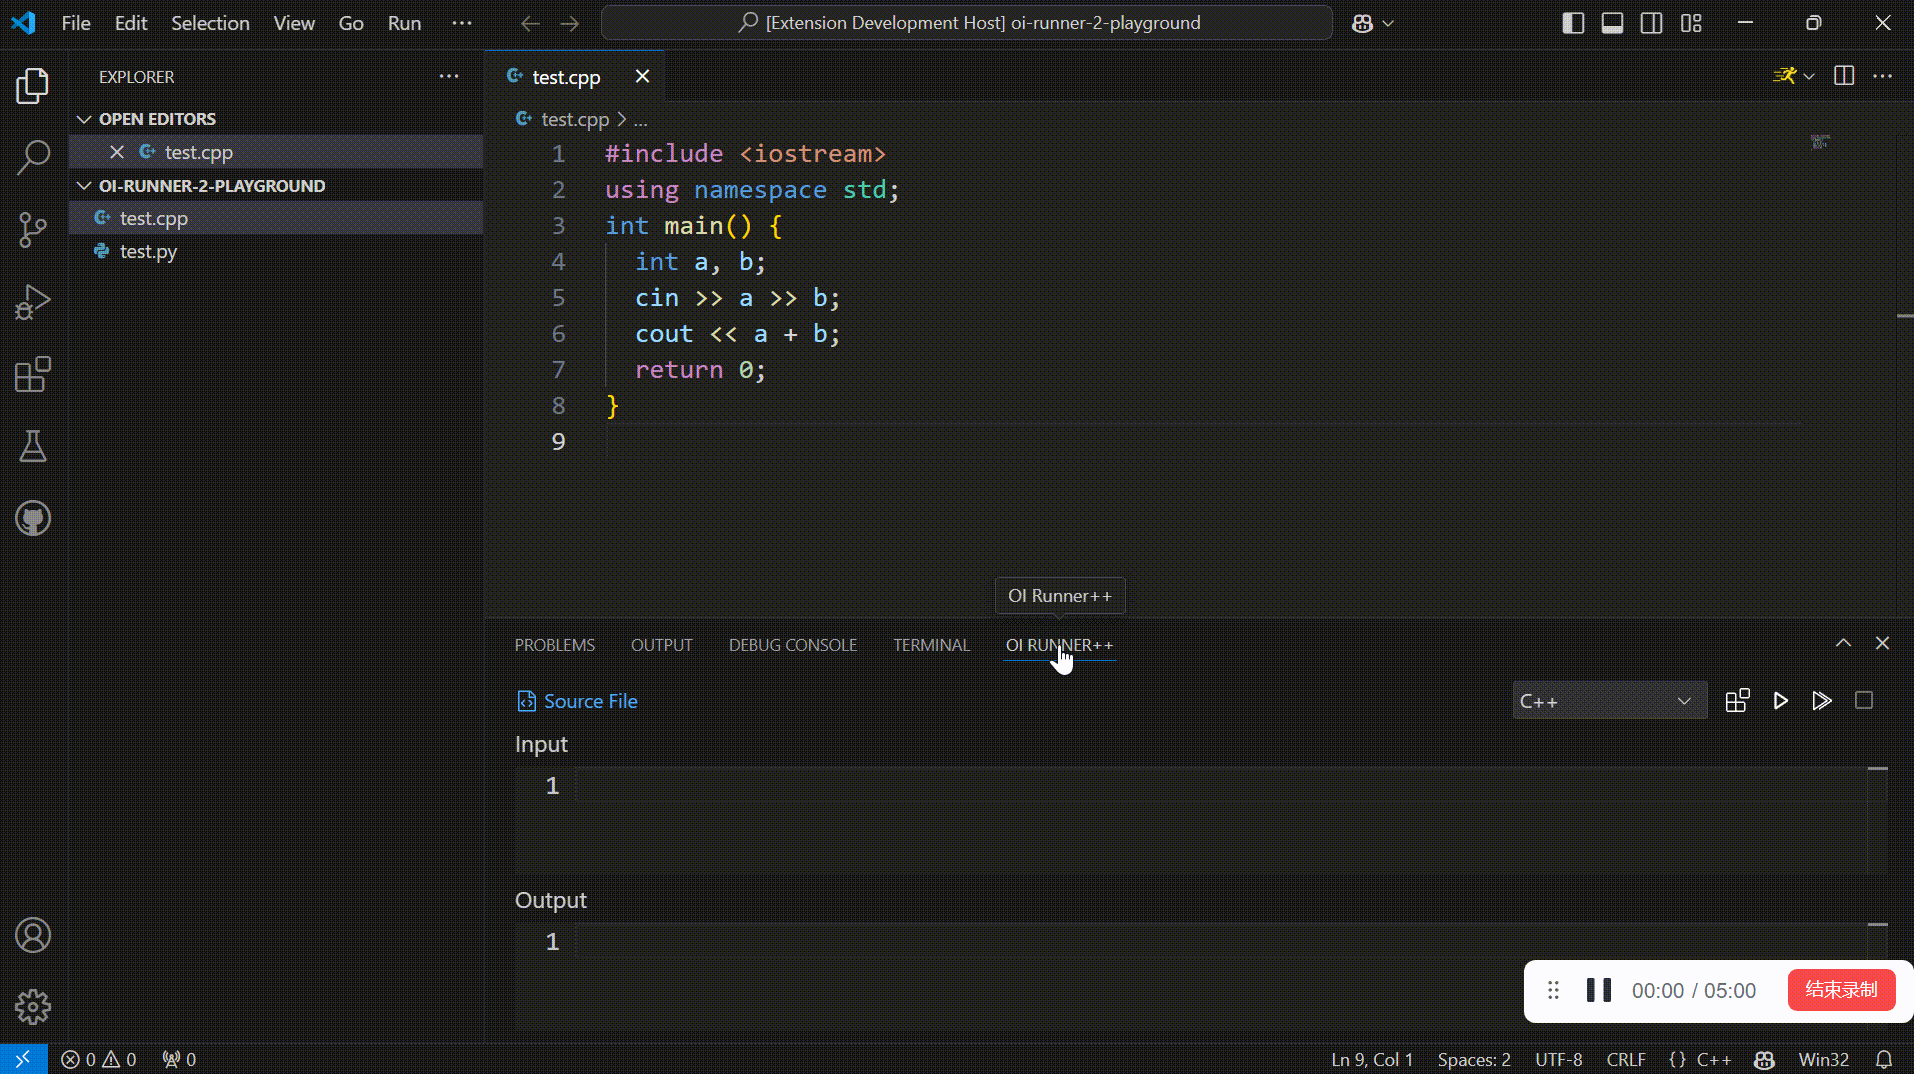 File Edit Selection View Go Run ···
[Extension Development Host] oi-runner-2-playground
EXPLORER
OPEN EDITORS
test.cpp
OI-RUNNER-2-PLAYGROUND
test.cpp
test.py
test.cpp
test.cpp > ...
1 #include <iostream>
2 using namespace std;
3 int main() {
4 int a, b;
5 cin >> a >> b;
6 cout << a + b;
7 return 0;
8 }
9
OI Runner++
PROBLEMS OUTPUT DEBUG CONSOLE TERMINAL OI RUNNER++
Source File
C++
Input
1
Output
1
00:00 / 05:00 结束录制
0 0 0
Ln 9, Col 1 Spaces: 2 UTF-8 CRLF {} C++ Win32